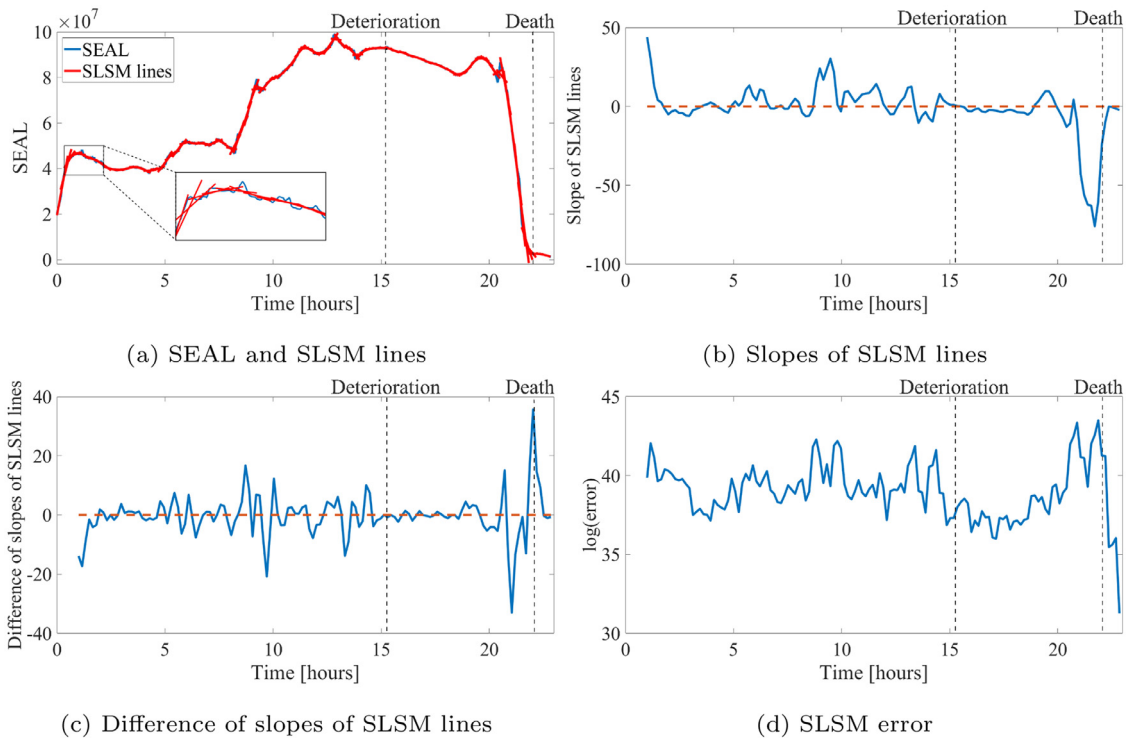 ×10⁷
Deterioration Death
10
8
6
4
2
0
SEAL
SEAL
SLSM lines
0 5 10 15 20
Time [hours]
(a) SEAL and SLSM lines
Deterioration Death
50
0
-50
-100
Slope of SLSM lines
0 5 10 15 20
Time [hours]
(b) Slopes of SLSM lines
Deterioration Death
40
20
0
-20
-40
Difference of slopes of SLSM lines
0 5 10 15 20
Time [hours]
(c) Difference of slopes of SLSM lines
Deterioration Death
45
40
35
30
log(error)
0 5 10 15 20
Time [hours]
(d) SLSM error